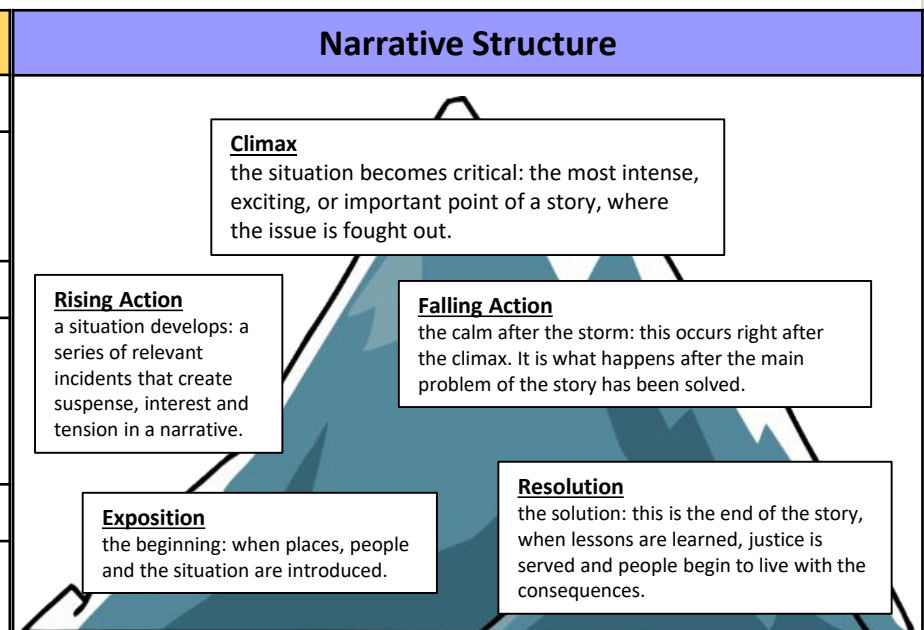 Narrative Structure
Climax
the situation becomes critical: the most intense,
exciting, or important point of a story, where
the issue is fought out.
Rising Action
a situation develops: a
series of relevant
incidents that create
suspense, interest and
tension in a narrative.
Falling Action
the calm after the storm: this occurs right after
the climax. It is what happens after the main
problem of the story has been solved.
Exposition
the beginning: when places, people
and the situation are introduced.
Resolution
the solution: this is the end of the story,
when lessons are learned, justice is
served and people begin to live with the
consequences.